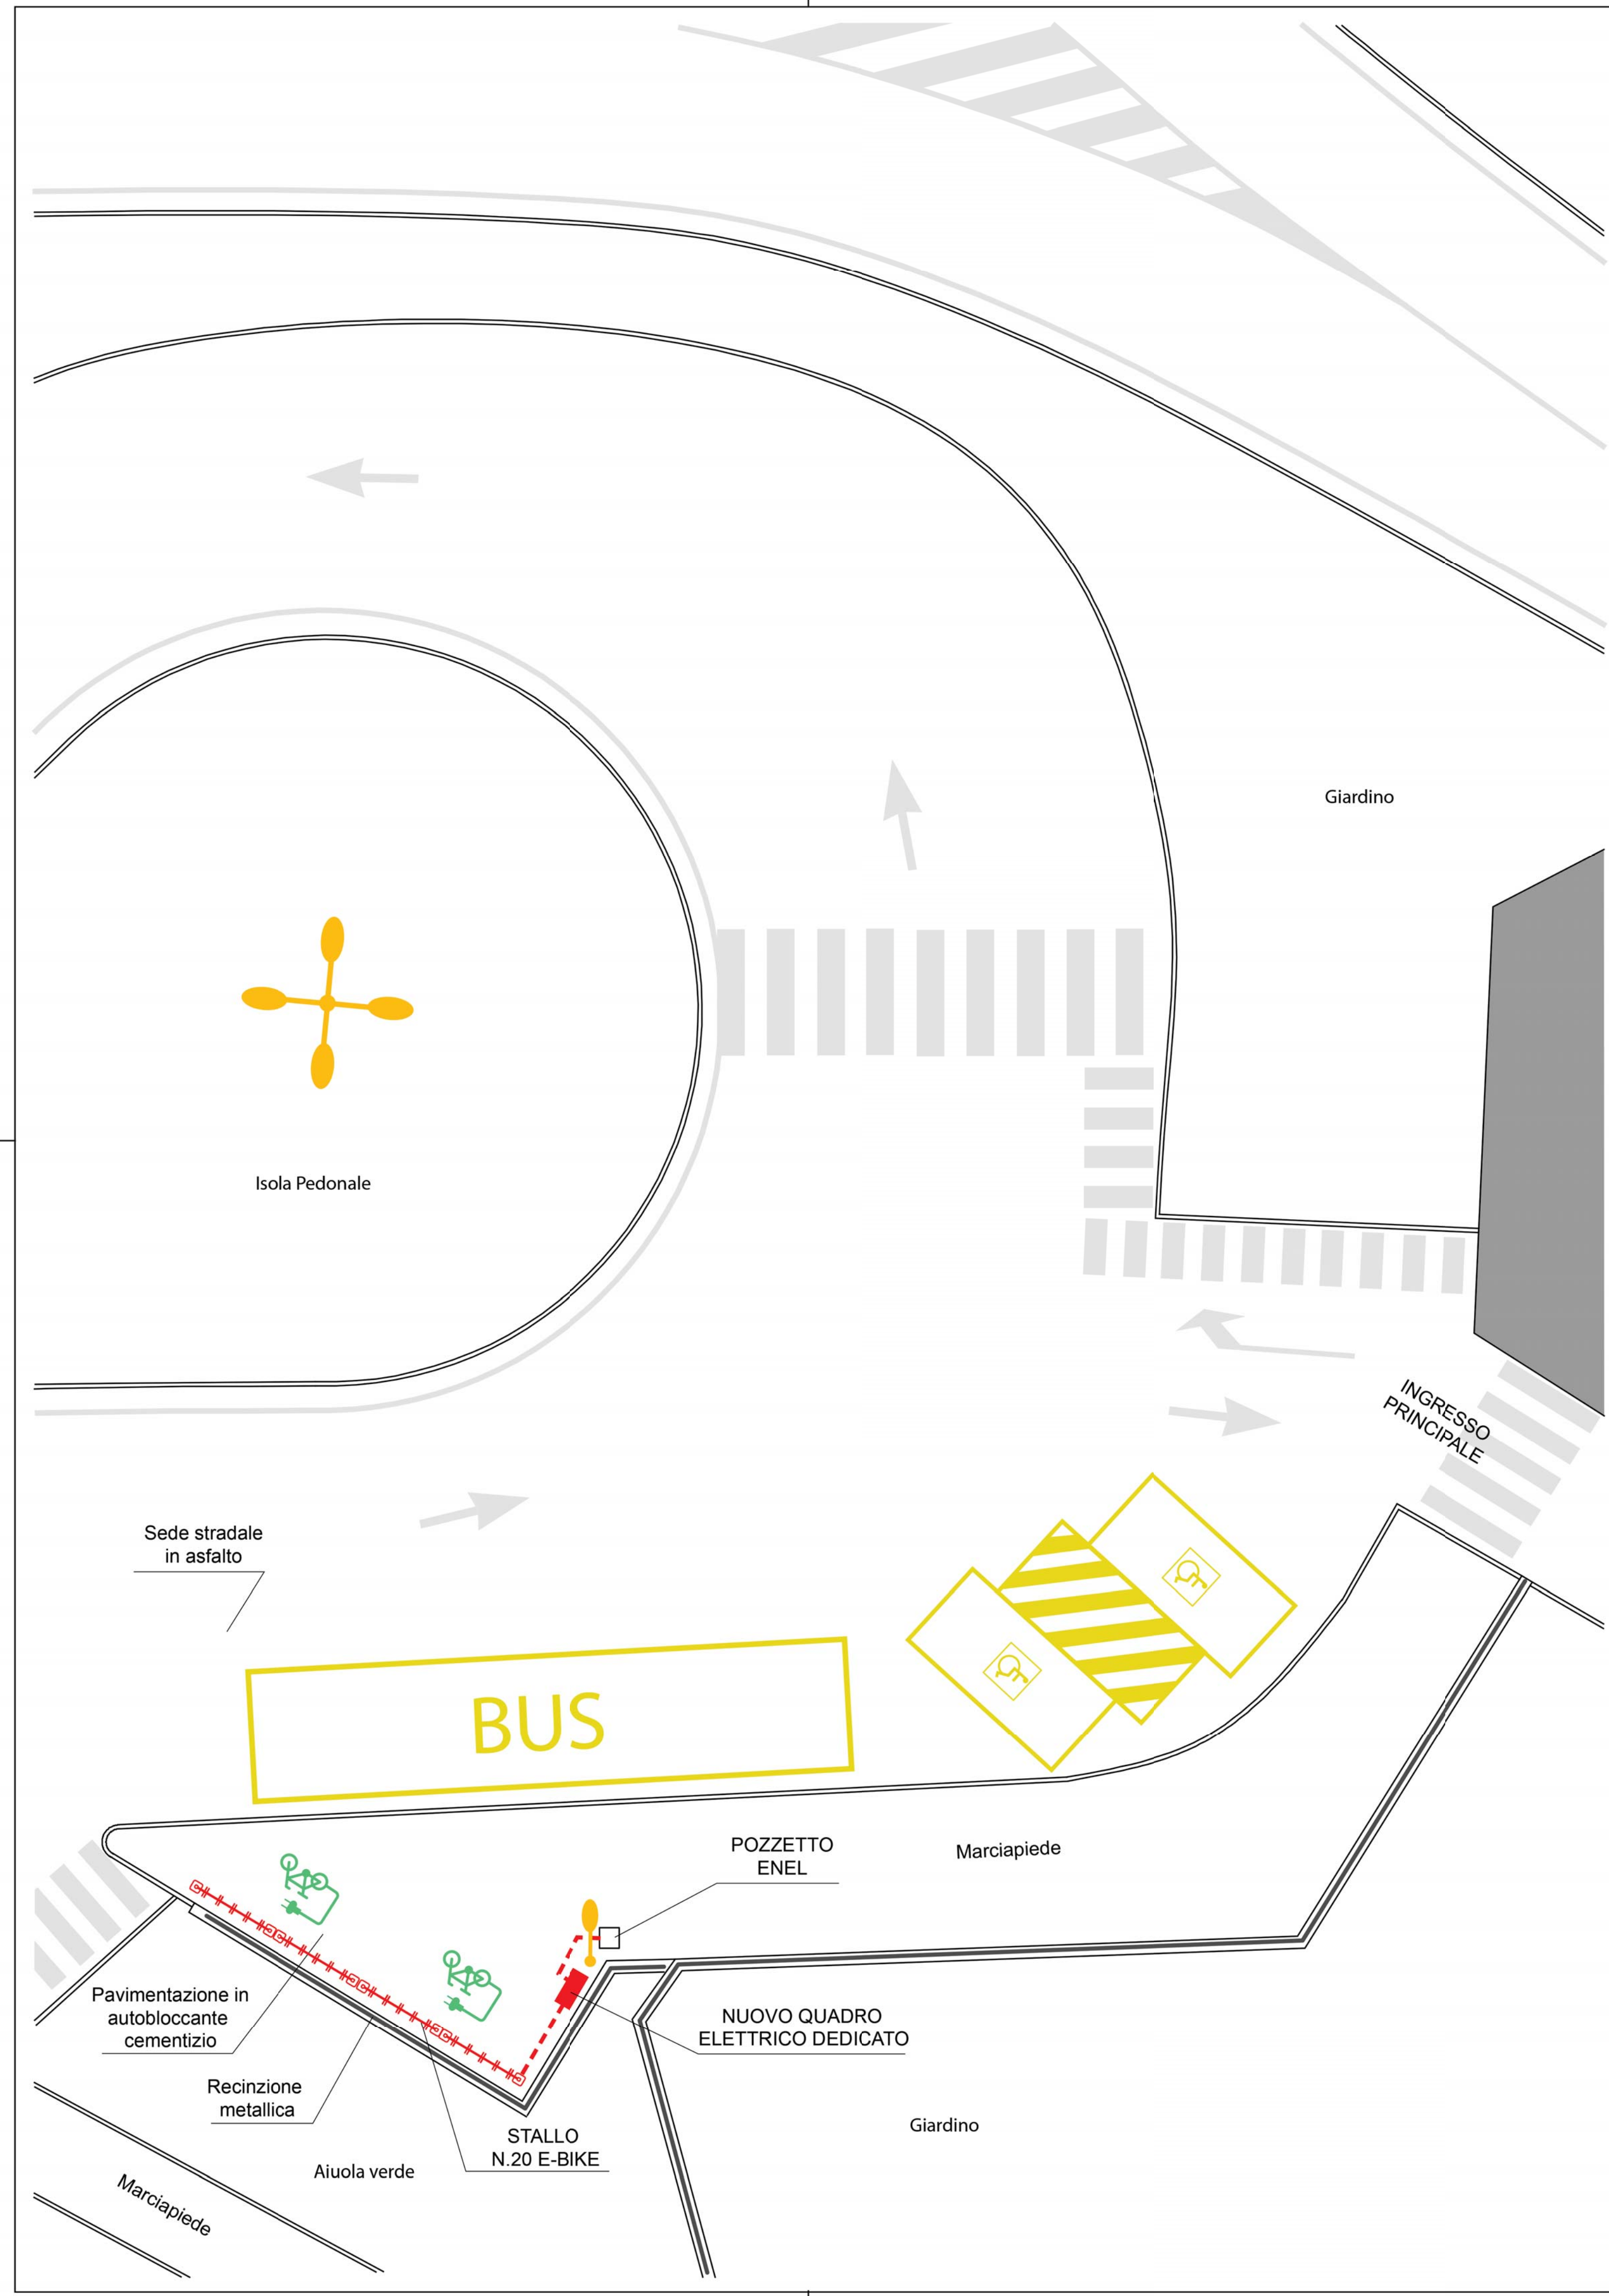 Giardino
Isola Pedonale
INGRESSO
PRINCIPALE
Sede stradale
in asfalto
BUS
POZZETTO
ENEL
Marciapiede
Pavimentazione in
autobloccante
cementizio
NUOVO QUADRO
ELETTRICO DEDICATO
Recinzione
metallica
STALLO
N.20 E-BIKE
Giardino
Aiuola verde
Marciapiede